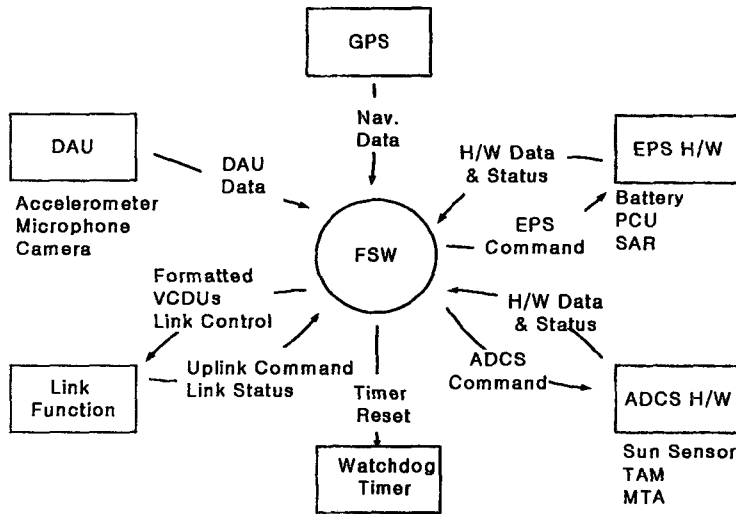 GPS
Nav.
Data
DAU
Accelerometer
Microphone
Camera
DAU
Data
H/W Data
& Status
EPS H/W
Battery
PCU
SAR
EPS
Command
FSW
Formatted
VCDUs
Link Control
Uplink Command
Link Status
Link
Function
Timer
Reset
Watchdog
Timer
H/W Data
& Status
ADCS
Command
ADCS H/W
Sun Sensor
TAM
MTA